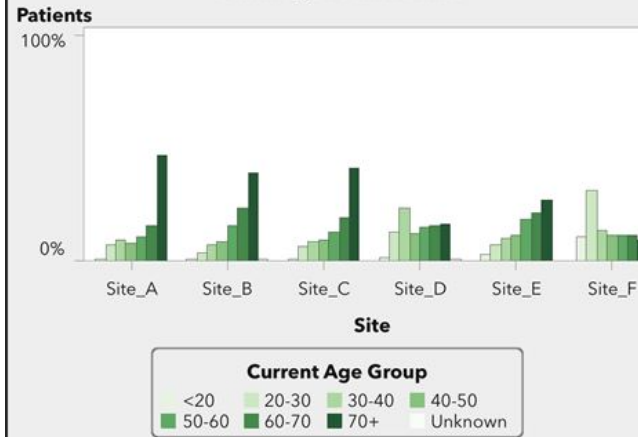 Patients
100%
0%
Site_A Site_B Site_C Site_D Site_E Site_F
Site
Current Age Group
<20 20-30 30-40 40-50
50-60 60-70 70+ Unknown